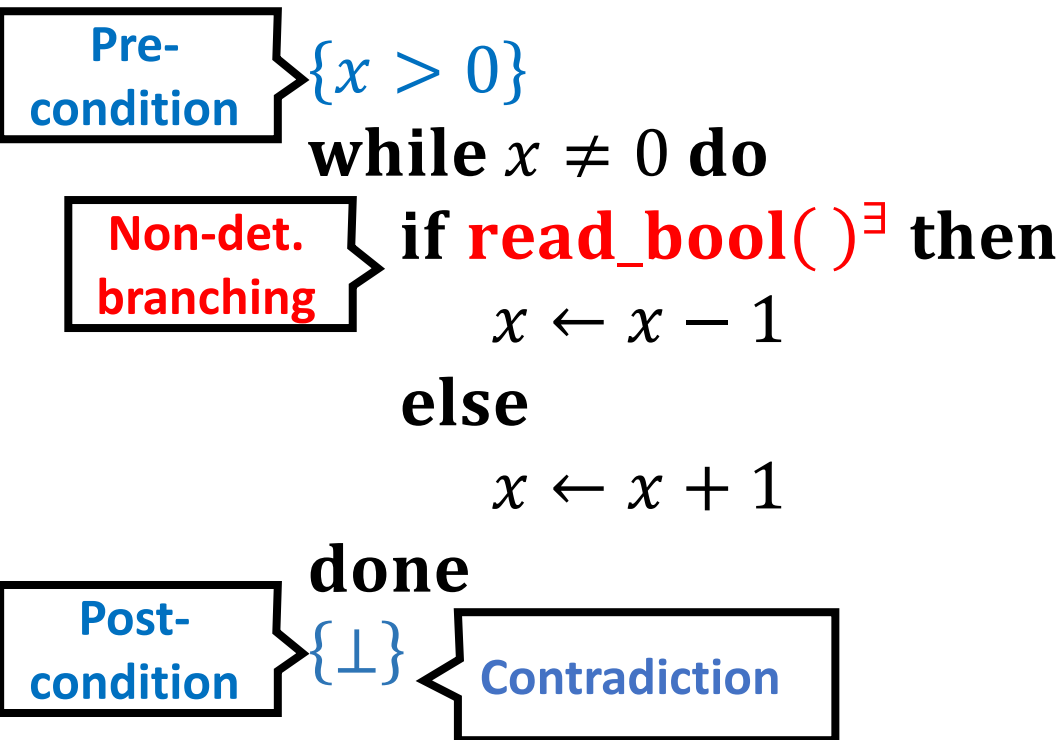 Pre-
condition
{x > 0}
while x ≠ 0 do
Non-det.
branching
if read_bool( )^∃ then
x ← x − 1
else
x ← x + 1
done
Post-
condition
{⊥}
Contradiction